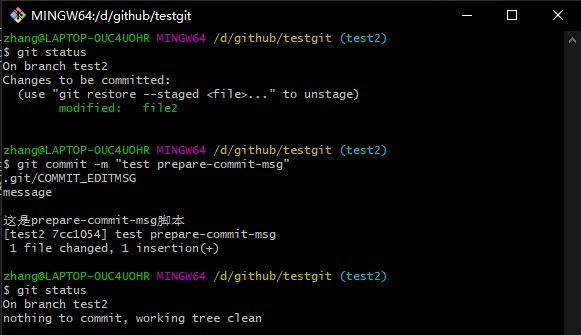 MINGW64:/d/github/testgit
zhang@LAPTOP-OUC4UOHR MINGW64 /d/github/testgit (test2)
$ git status
On branch test2
Changes to be committed:
  (use "git restore --staged <file>..." to unstage)
        modified:   file2
zhang@LAPTOP-OUC4UOHR MINGW64 /d/github/testgit (test2)
$ git commit -m "test prepare-commit-msg"
.git/COMMIT_EDITMSG
message
这是prepare-commit-msg脚本
[test2 7cc1054] test prepare-commit-msg
 1 file changed, 1 insertion(+)
zhang@LAPTOP-OUC4UOHR MINGW64 /d/github/testgit (test2)
$ git status
On branch test2
nothing to commit, working tree clean